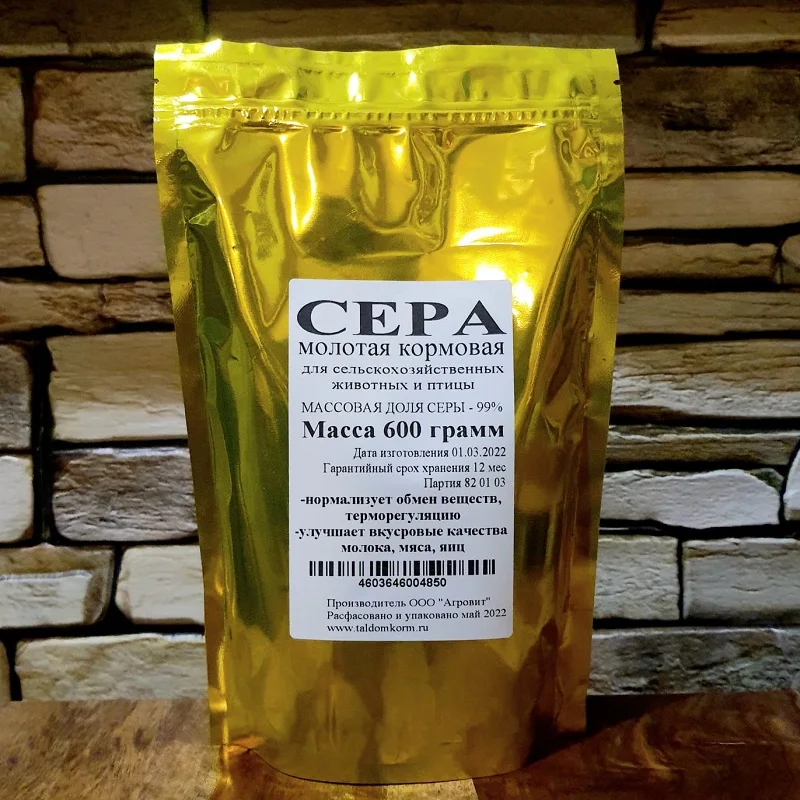 СЕРА
МОЛОТАЯ КОРМОВАЯ
для сельскохозяйственных
животных и птицы
МАССОВАЯ ДОЛЯ СЕРЫ - 99%
Масса 600 грамм
Дата изготовления 01.03.2022
Гарантийный срок хранения 12 мес
Партия 82 01 03
-нормализует обмен веществ,
терморегуляцию
-улучшает вкусровые качества
молока, мяса, яиц
4603646004850
Производитель ООО "Агровит"
Расфасовано и упаковано май 2022
www.taldomkorm.ru